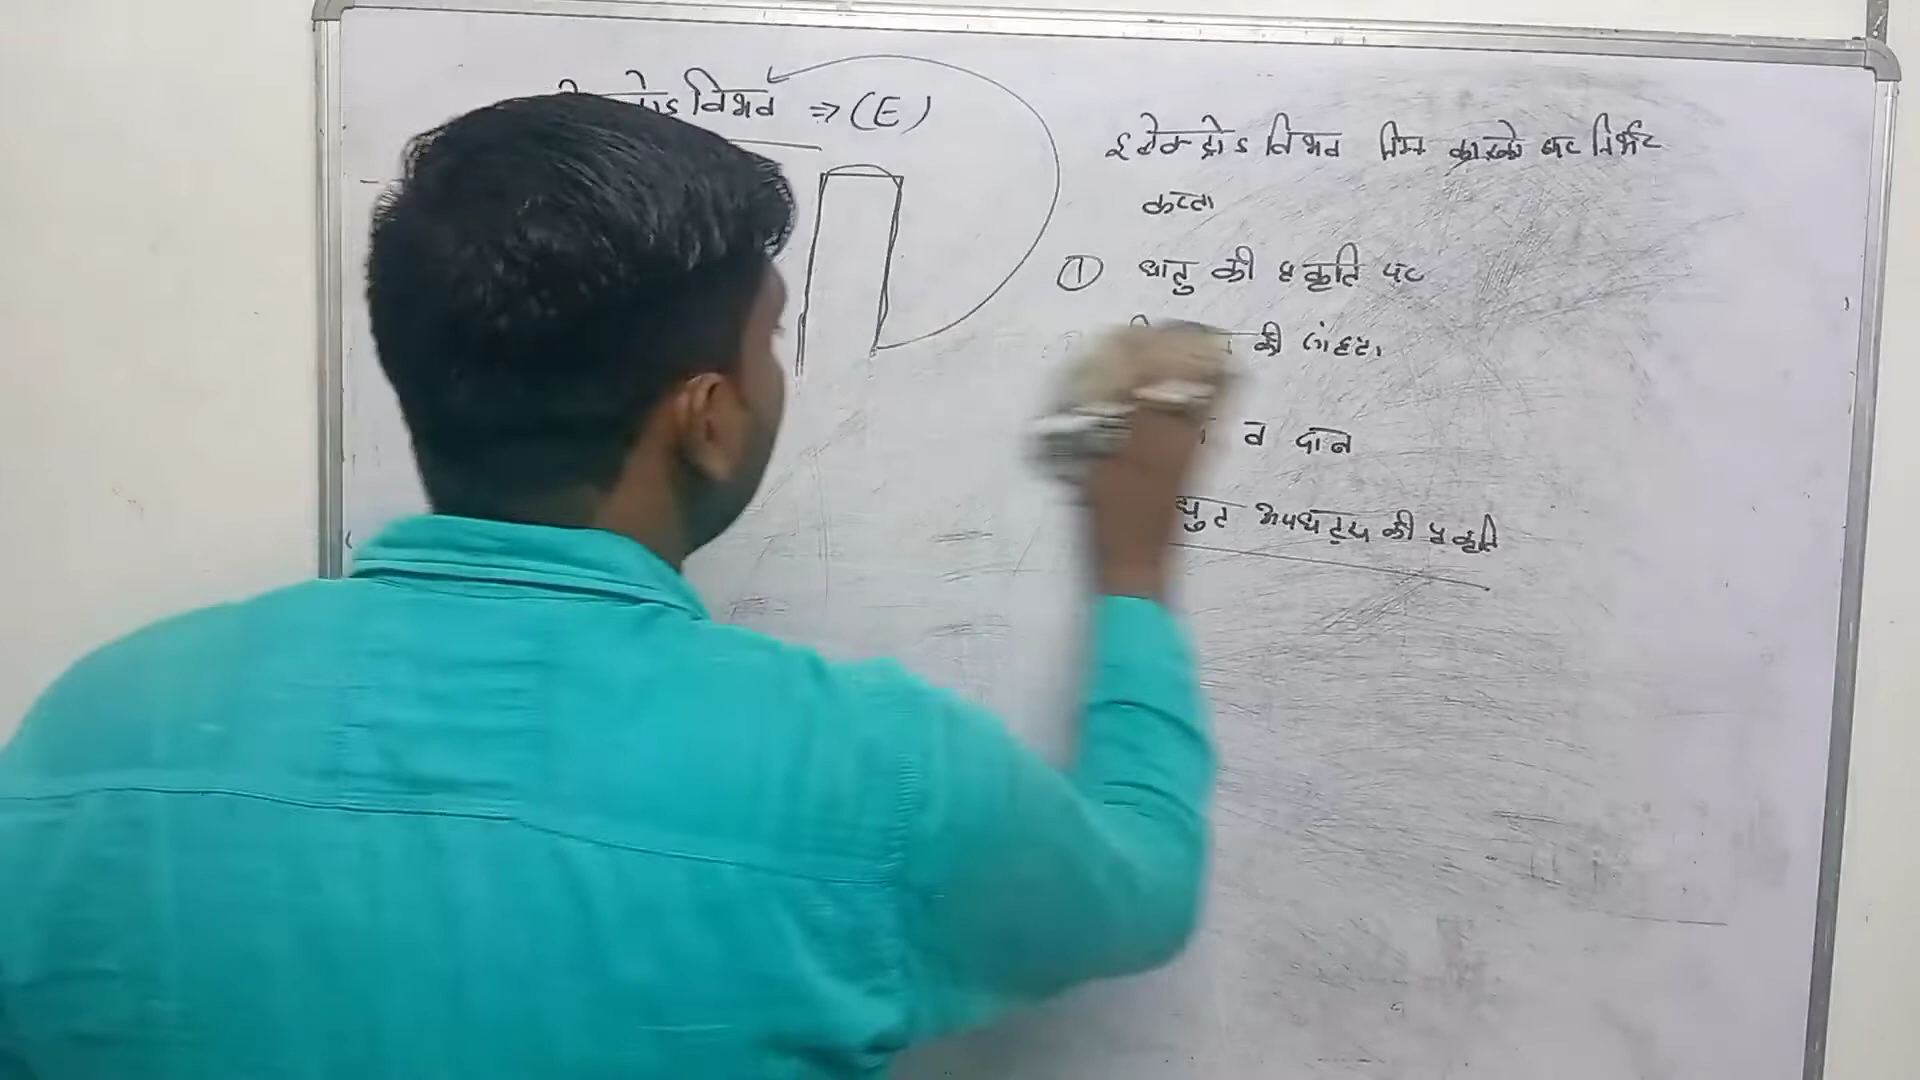 विभव ⇒ (E)
इलेक्ट्रोड विभव निम्न कारको पर निर्भर
करता
① धातु की प्रकृति पर
की सांद्रता
व दाब
अपघट्य की प्रकृति